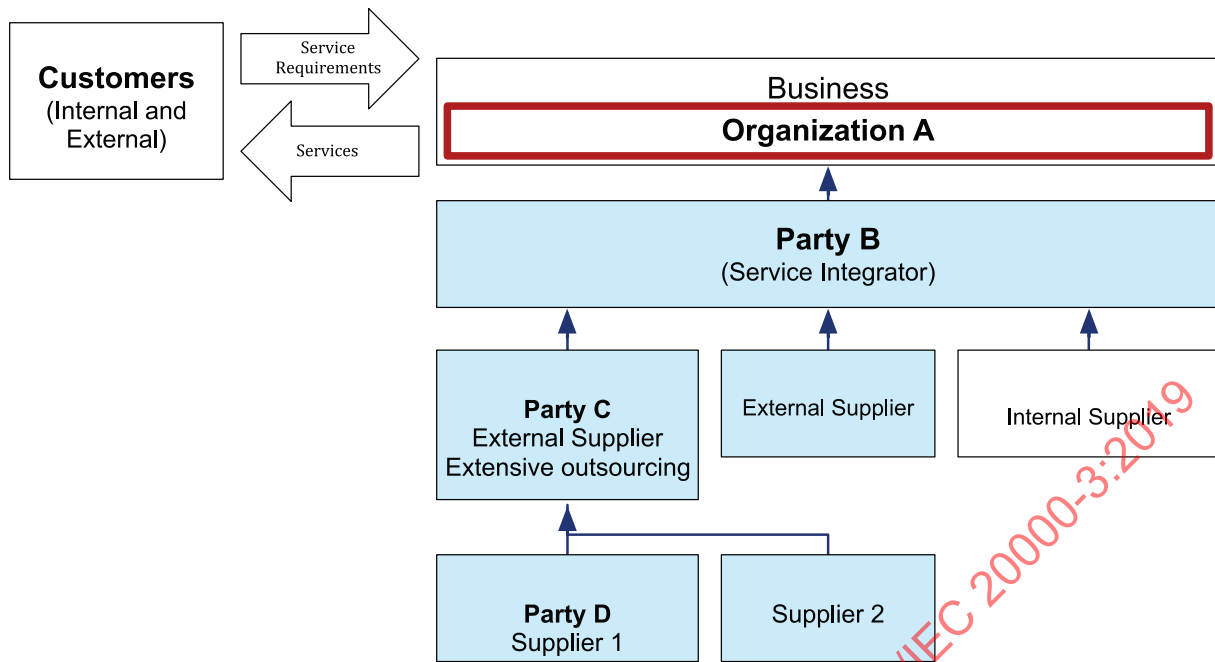 Customers
(Internal and
External)
Service
Requirements
Services
Business
Organization A
Party B
(Service Integrator)
Party C
External Supplier
Extensive outsourcing
External Supplier
Internal Supplier
Party D
Supplier 1
Supplier 2
/IEC 20000-3:2019